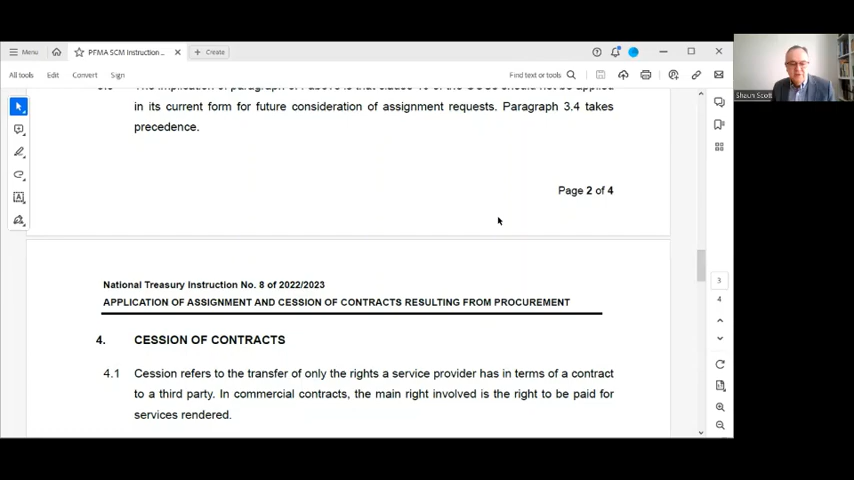 Menu
PFMA SCM Instruction ...
Create
All tools
Edit
Convert
Sign
Find text or tools
Shaun Scott
in its current form for future consideration of assignment requests. Paragraph 3.4 takes
precedence.
Page 2 of 4
National Treasury Instruction No. 8 of 2022/2023
APPLICATION OF ASSIGNMENT AND CESSION OF CONTRACTS RESULTING FROM PROCUREMENT
4. CESSION OF CONTRACTS
4.1 Cession refers to the transfer of only the rights a service provider has in terms of a contract
to a third party. In commercial contracts, the main right involved is the right to be paid for
services rendered.
3
4